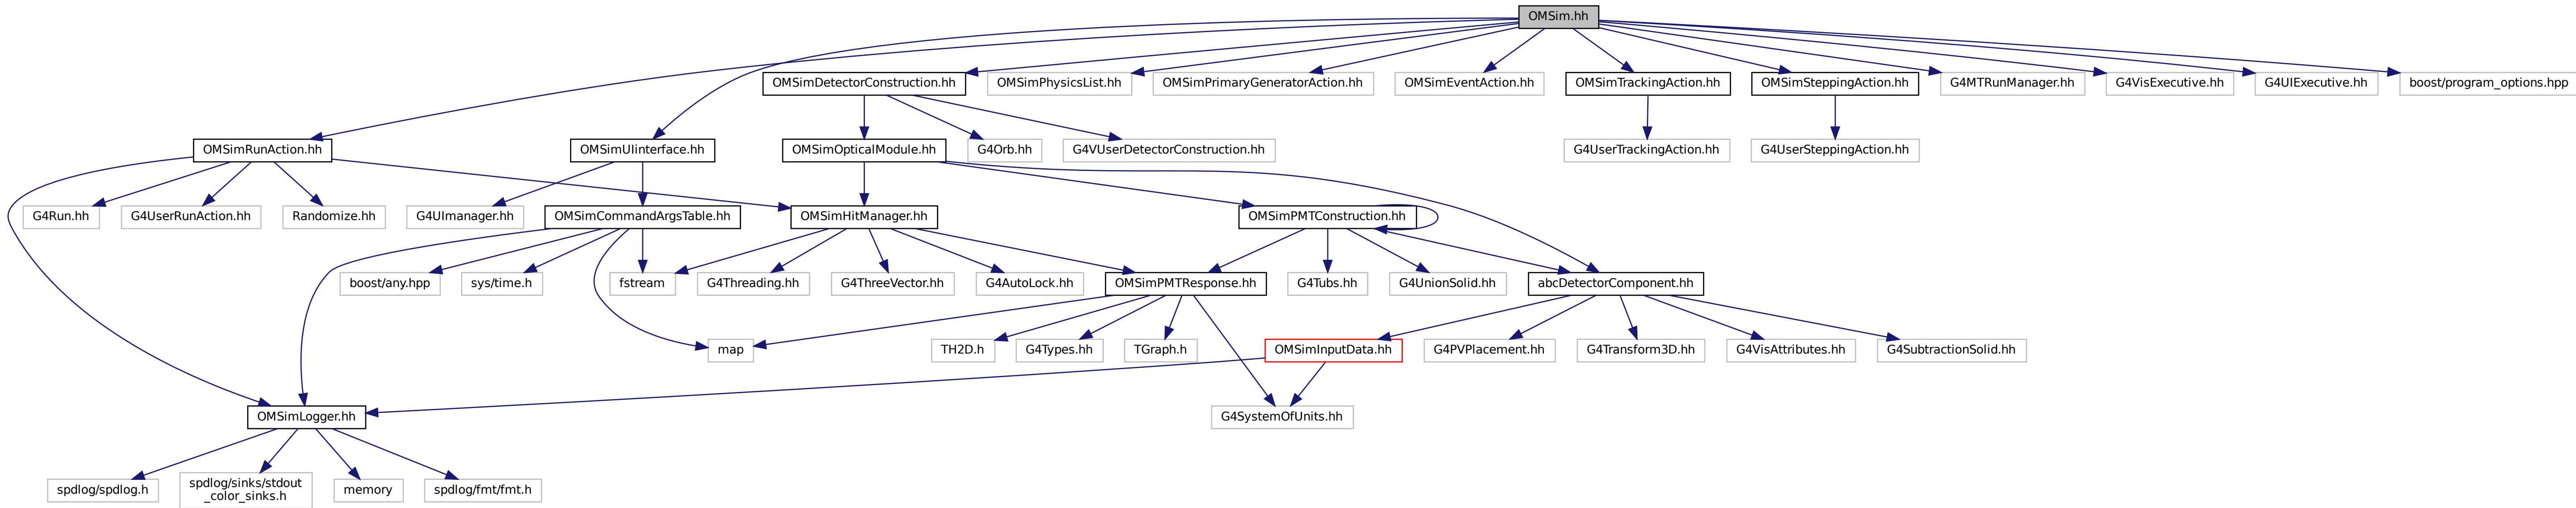 OMSim.hh
OMSimDetectorConstruction.hh
OMSimPhysicsList.hh
OMSimPrimaryGeneratorAction.hh
OMSimEventAction.hh
OMSimTrackingAction.hh
OMSimSteppingAction.hh
G4MTRunManager.hh
G4VisExecutive.hh
G4UIExecutive.hh
boost/program_options.hpp
OMSimRunAction.hh
OMSimUIinterface.hh
OMSimOpticalModule.hh
G4Orb.hh
G4VUserDetectorConstruction.hh
G4UserTrackingAction.hh
G4UserSteppingAction.hh
G4Run.hh
G4UserRunAction.hh
Randomize.hh
G4UImanager.hh
OMSimCommandArgsTable.hh
OMSimHitManager.hh
OMSimPMTConstruction.hh
boost/any.hpp
sys/time.h
fstream
G4Threading.hh
G4ThreeVector.hh
G4AutoLock.hh
OMSimPMTResponse.hh
G4Tubs.hh
G4UnionSolid.hh
abcDetectorComponent.hh
map
TH2D.h
G4Types.hh
TGraph.h
OMSimInputData.hh
G4PVPlacement.hh
G4Transform3D.hh
G4VisAttributes.hh
G4SubtractionSolid.hh
OMSimLogger.hh
G4SystemOfUnits.hh
spdlog/spdlog.h
spdlog/sinks/stdout
_color_sinks.h
memory
spdlog/fmt/fmt.h